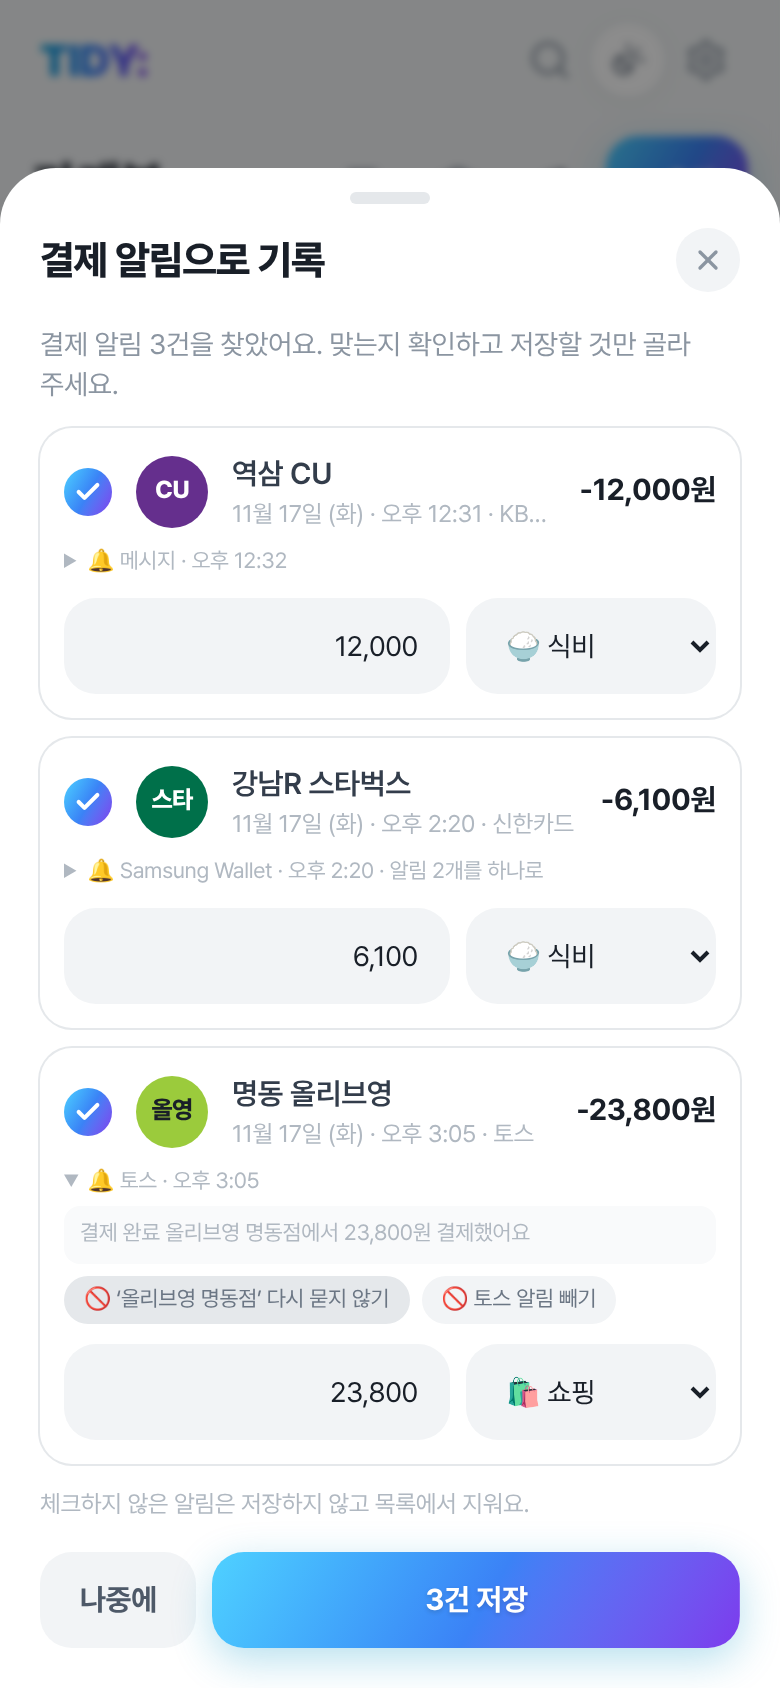 TIDY:
결제 알림으로 기록
결제 알림 3건을 찾았어요. 맞는지 확인하고 저장할 것만 골라
주세요.
CU
역삼 CU
-12,000원
11월 17일 (화) · 오후 12:31 · KB...
🔔 메시지 · 오후 12:32
12,000
🍚 식비
스타
강남R 스타벅스
-6,100원
11월 17일 (화) · 오후 2:20 · 신한카드
🔔 Samsung Wallet · 오후 2:20 · 알림 2개를 하나로
6,100
🍚 식비
올영
명동 올리브영
-23,800원
11월 17일 (화) · 오후 3:05 · 토스
🔔 토스 · 오후 3:05
결제 완료 올리브영 명동점에서 23,800원 결제했어요
🚫 ‘올리브영 명동점’ 다시 묻지 않기
🚫 토스 알림 빼기
23,800
🛍️ 쇼핑
체크하지 않은 알림은 저장하지 않고 목록에서 지워요.
나중에
3건 저장